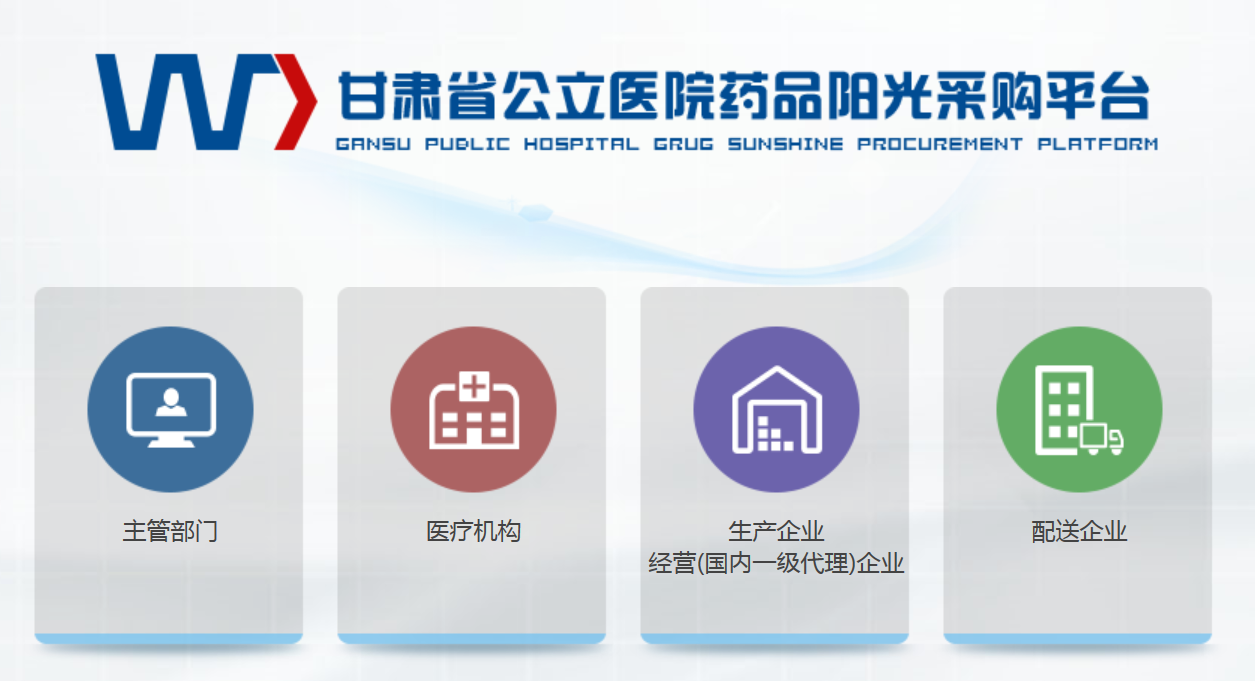 甘肃省公立医院药品阳光采购平台
GANSU PUBLIC HOSPITAL GRUG SUNSHINE PROCUREMENT PLATFORM
主管部门
医疗机构
生产企业
经营(国内一级代理)企业
配送企业